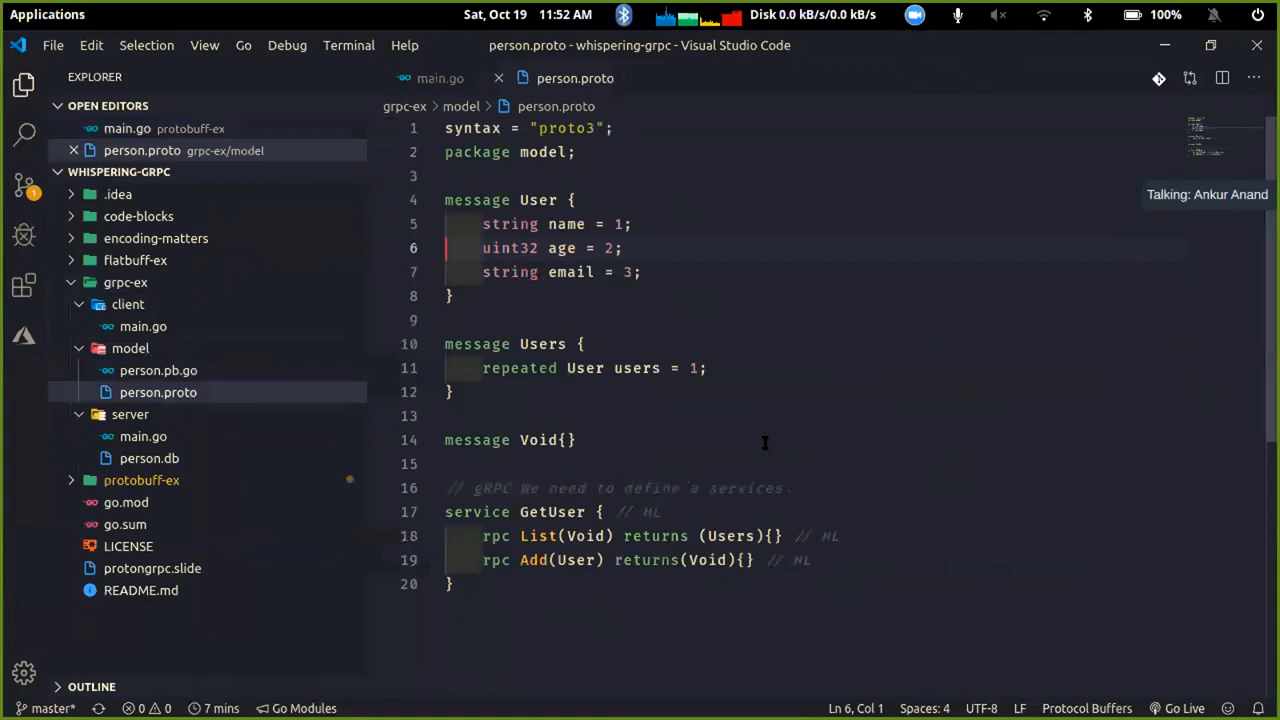 Applications
Sat, Oct 19 11:52 AM
Disk 0.0 kB/s/0.0 kB/s
100%
File Edit Selection View Go Debug Terminal Help
person.proto - whispering-grpc - Visual Studio Code
EXPLORER
OPEN EDITORS
main.go protobuff-ex
person.proto grpc-ex/model
WHISPERING-GRPC
.idea
code-blocks
encoding-matters
flatbuff-ex
grpc-ex
client
main.go
model
person.pb.go
person.proto
server
main.go
person.db
protobuff-ex
go.mod
go.sum
LICENSE
protongrpc.slide
README.md
OUTLINE
main.go person.proto
grpc-ex > model > person.proto
1 syntax = "proto3";
2 package model;
3
4 message User {
5 string name = 1;
6 uint32 age = 2;
7 string email = 3;
8 }
9
10 message Users {
11 repeated User users = 1;
12 }
13
14 message Void{}
15
16 // gRPC We need to define a services.
17 service GetUser { // HL
18 rpc List(Void) returns (Users){} // HL
19 rpc Add(User) returns(Void){} // HL
20 }
Talking: Ankur Anand
1
master* 0 0 7 mins Go Modules
Ln 6, Col 1 Spaces: 4 UTF-8 LF Protocol Buffers Go Live